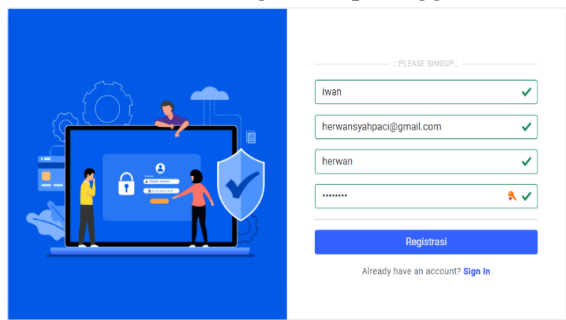 .::PLEASE SINGUP::.
iwan
herwansyahpaci@gmail.com
herwan
••••••••
Registrasi
Already have an account? Sign In